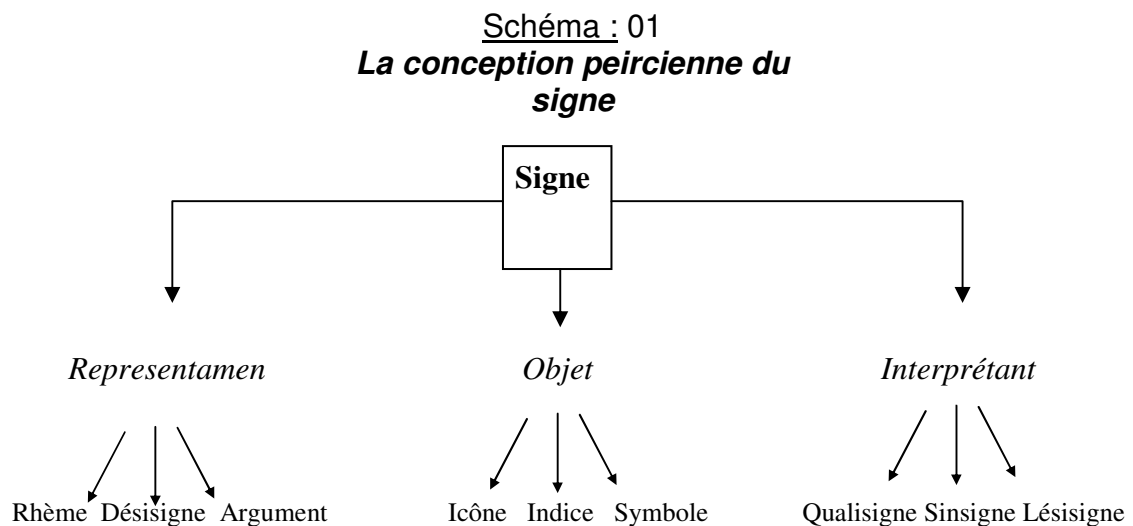 Schéma : 01
La conception peircienne du
signe
Signe
Representamen Objet Interprétant
Rhème Désisigne Argument Icône Indice Symbole Qualisigne Sinsigne Lésisigne